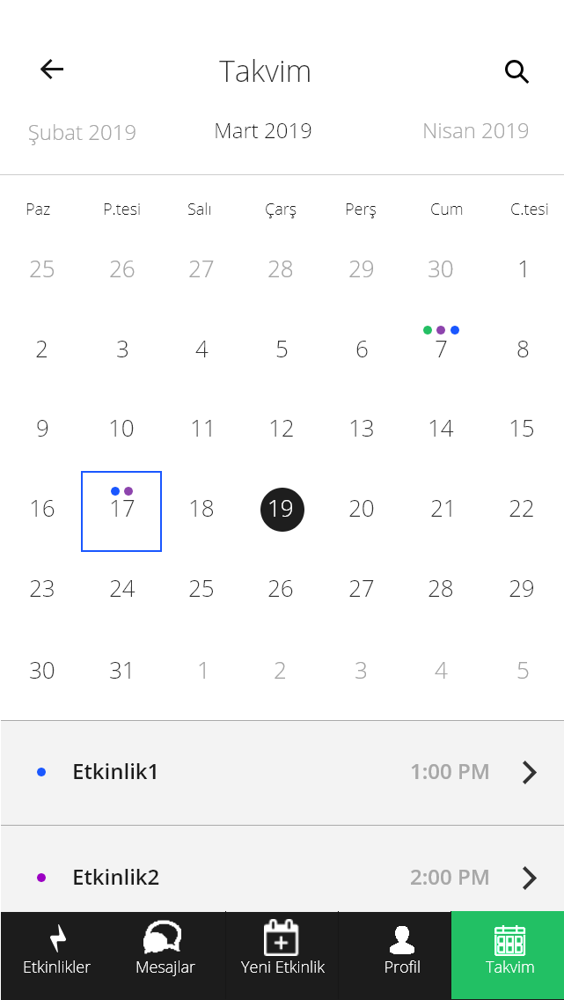 Takvim
Şubat 2019 Mart 2019 Nisan 2019
Paz P.tesi Salı Çarş Perş Cum C.tesi
25 26 27 28 29 30 1
2 3 4 5 6 7 8
9 10 11 12 13 14 15
16 17 18 19 20 21 22
23 24 25 26 27 28 29
30 31 1 2 3 4 5
Etkinlik1 1:00 PM
Etkinlik2 2:00 PM
Etkinlikler Mesajlar Yeni Etkinlik Profil Takvim